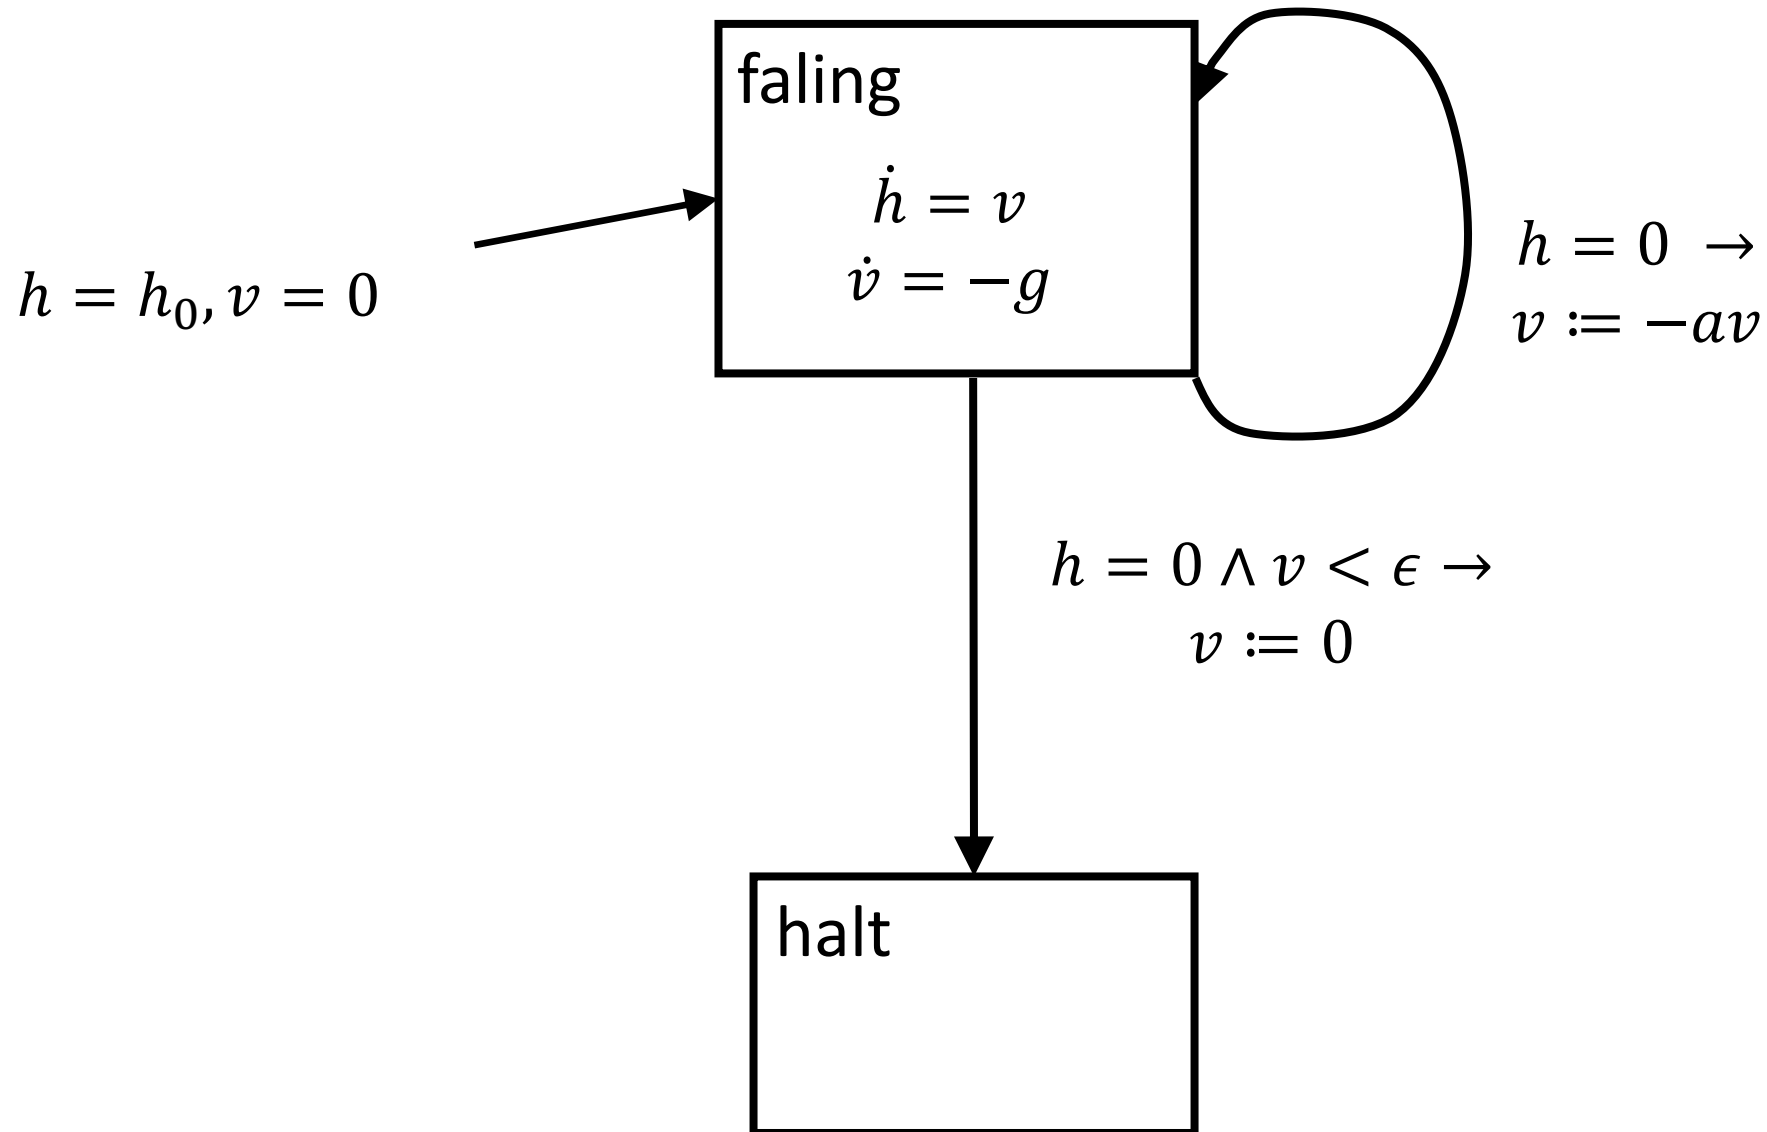 faling
ḣ = v
v̇ = −g
h = h₀, v = 0
h = 0 →
v ≔ −av
h = 0 ∧ v < ϵ →
v ≔ 0
halt